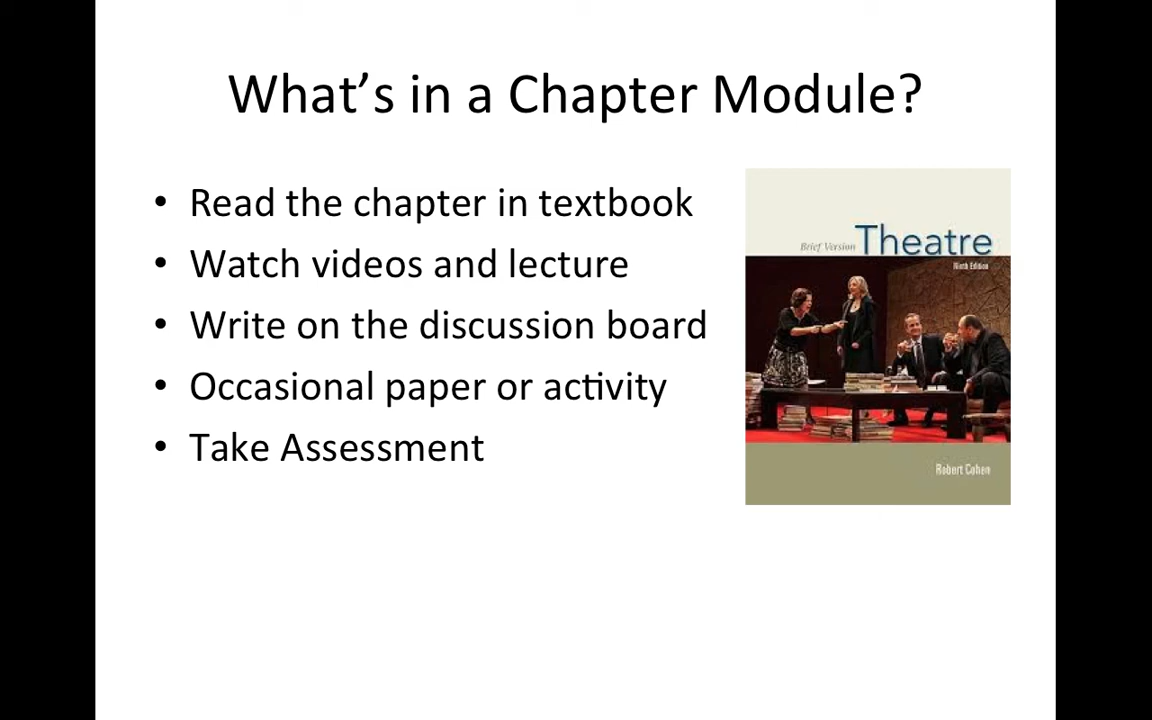 What’s in a Chapter Module?
• Read the chapter in textbook
• Watch videos and lecture
• Write on the discussion board
• Occasional paper or activity
• Take Assessment
Brief Version Theatre
Ninth Edition
Robert Cohen